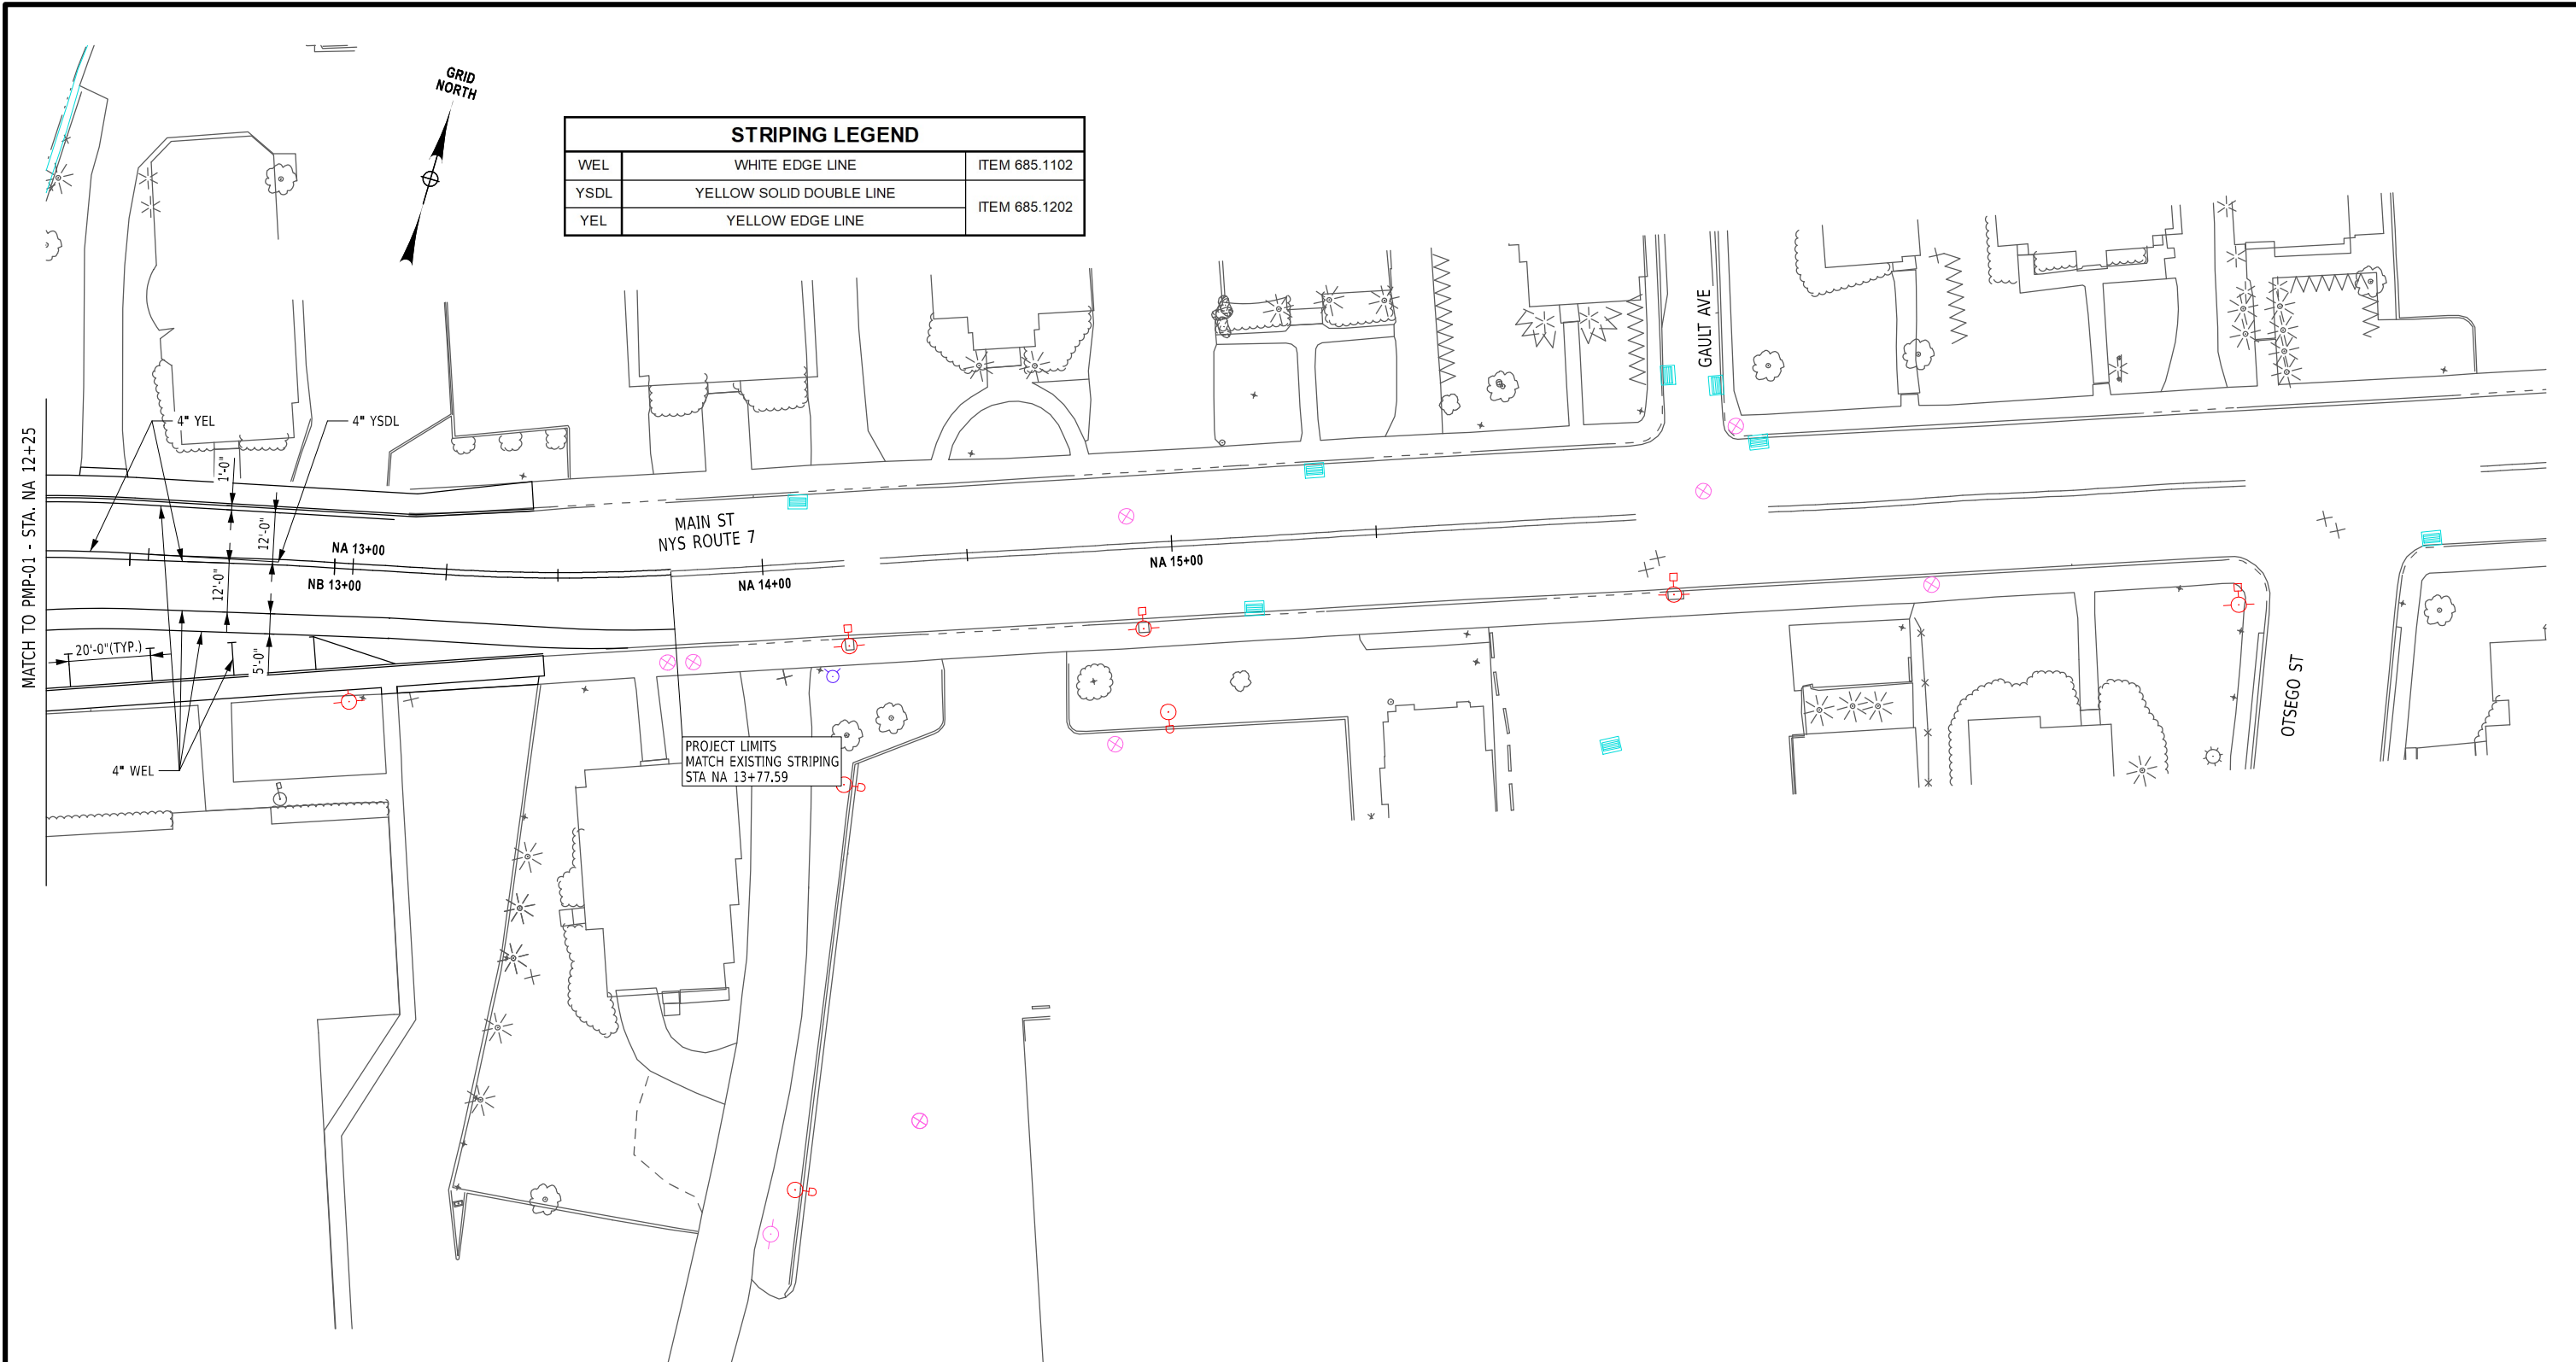 GRID
NORTH
STRIPING LEGEND
WEL WHITE EDGE LINE ITEM 685.1102
YSDL YELLOW SOLID DOUBLE LINE ITEM 685.1202
YEL YELLOW EDGE LINE
GAULT AVE
MATCH TO PMP-01 - STA. NA 12+25
4" YEL
4" YSDL
1'-0"
12'-0"
12'-0"
MAIN ST
NYS ROUTE 7
NA 13+00
NB 13+00
NA 14+00
NA 15+00
20'-0"(TYP.)
5'-0"
4" WEL
PROJECT LIMITS
MATCH EXISTING STRIPING
STA NA 13+77.59
OTSEGO ST